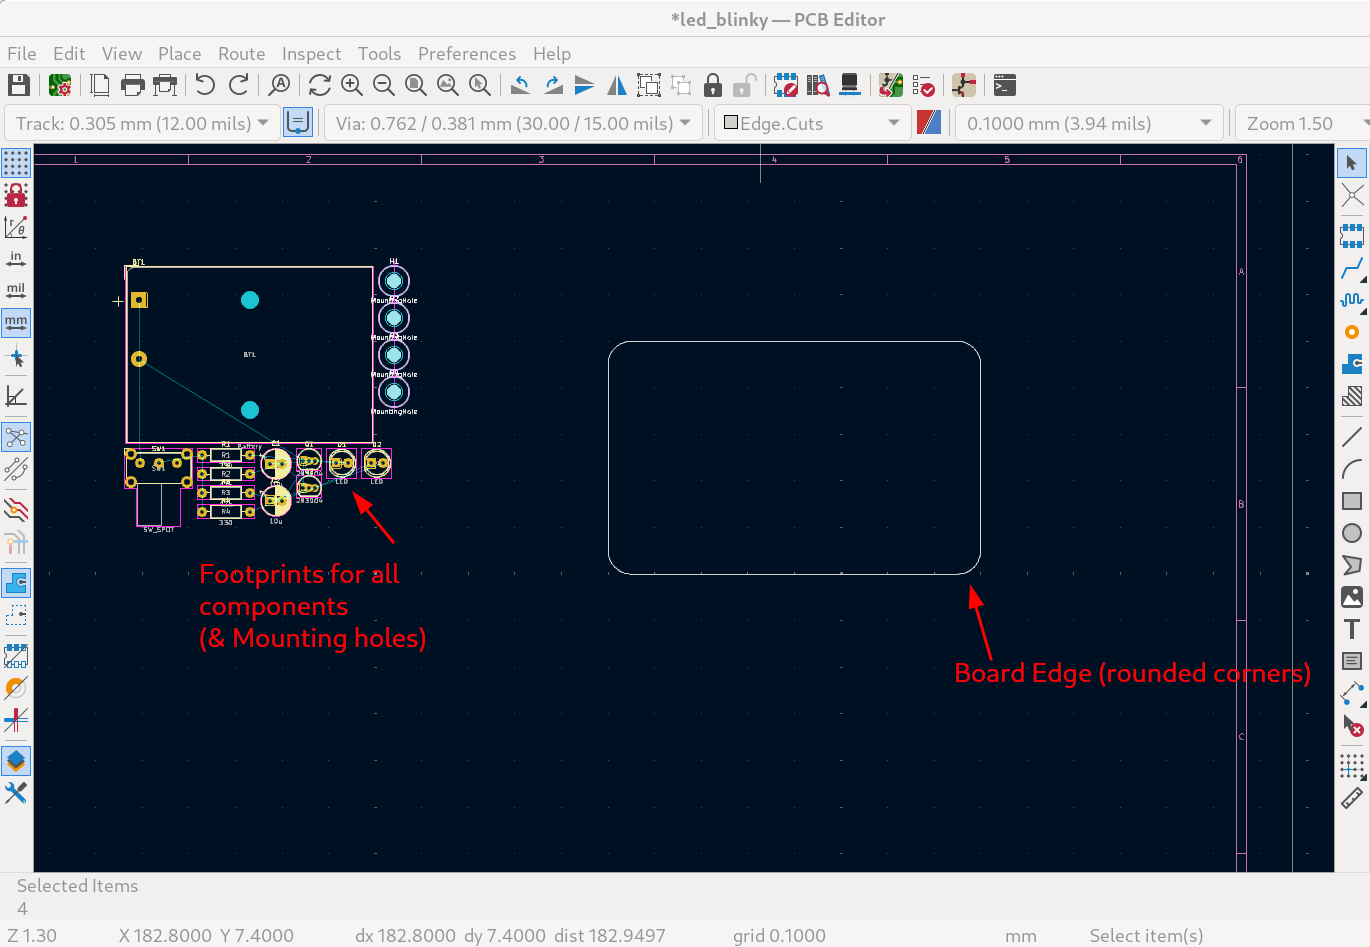 *led_blinky — PCB Editor
File Edit View Place Route Inspect Tools Preferences Help
Track: 0.305 mm (12.00 mils) Via: 0.762 / 0.381 mm (30.00 / 15.00 mils) Edge.Cuts 0.1000 mm (3.94 mils) Zoom 1.50
1 2 3 4 5 6
in
mil
mm
A
B
C
BT1
H1
MountingHole
MountingHole
BT1
MountingHole
MountingHole
SW1 R1 Battery C1 Q1 D1 D2
SW1 R1
R2
LED LED
R3
R4
2N3904
330 10u
SW_SPDT
Footprints for all
components
(& Mounting holes)
Board Edge (rounded corners)
Selected Items
4
Z 1.30 X 182.8000 Y 7.4000 dx 182.8000 dy 7.4000 dist 182.9497 grid 0.1000 mm Select item(s)